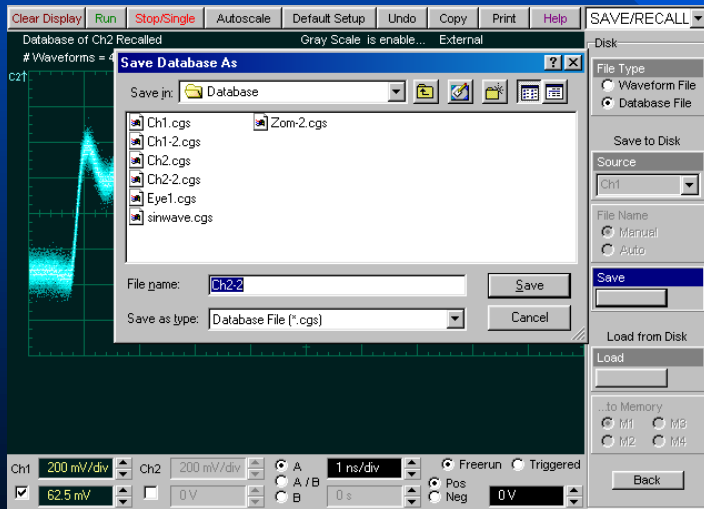 Clear Display Run Stop/Single Autoscale Default Setup Undo Copy Print Help SAVE/RECALL
Database of Ch2 Recalled Gray Scale is enable... External
# Waveforms = 4
C2↑
Save Database As
Save in: Database
Ch1.cgs Zom-2.cgs
Ch1-2.cgs
Ch2.cgs
Ch2-2.cgs
Eye1.cgs
sinwave.cgs
File name: Ch2-2 Save
Save as type: Database File (*.cgs) Cancel
Disk
File Type
Waveform File
Database File
Save to Disk
Source
Ch1
File Name
Manual
Auto
Save
Load from Disk
Load
...to Memory
M1 M3
M2 M4
Back
Ch1 200 mV/div Ch2 200 mV/div A 1 ns/div Freerun Triggered
A / B Pos
62.5 mV 0 V B 0 s Neg 0 V